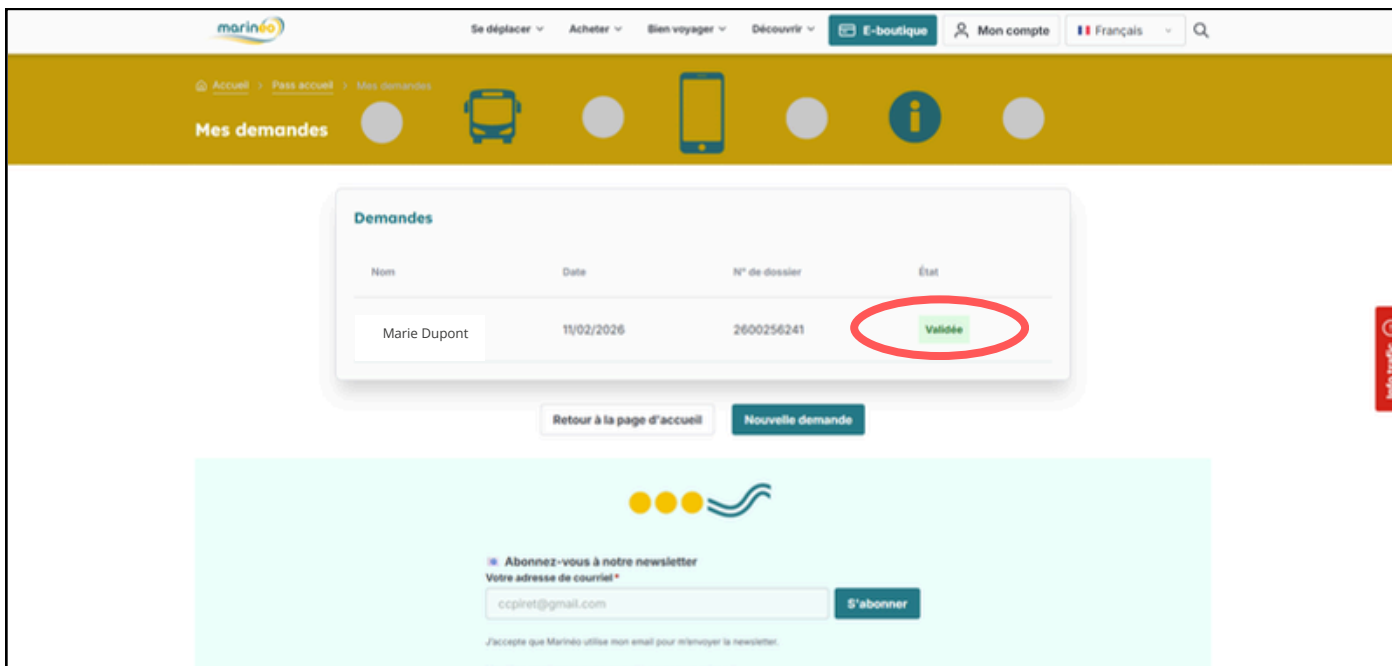 marinéo
Se déplacer Acheter Bien voyager Découvrir E-boutique Mon compte Français
Accueil > Pass accueil > Mes demandes
Mes demandes
Demandes
Nom Date N° de dossier État
Marie Dupont 11/02/2026 2600256241 Validée
Info trafic
Retour à la page d'accueil Nouvelle demande
Abonnez-vous à notre newsletter
Votre adresse de courriel *
ccpiret@gmail.com S'abonner
J'accepte que Marinéo utilise mon email pour m'envoyer la newsletter.